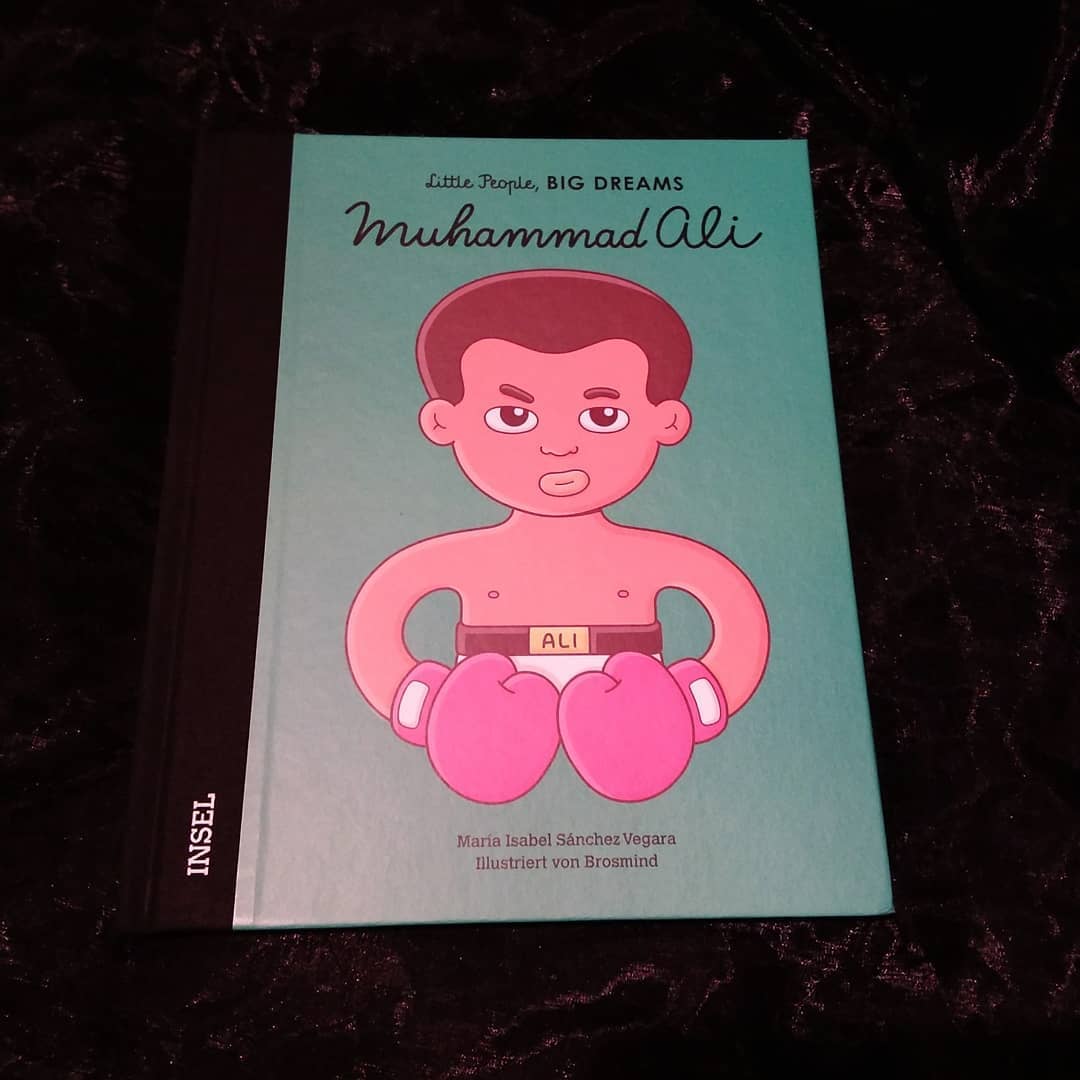 Little People, BIG DREAMS
Muhammad Ali
ALI
María Isabel Sánchez Vegara
Illustriert von Brosmind
INSEL